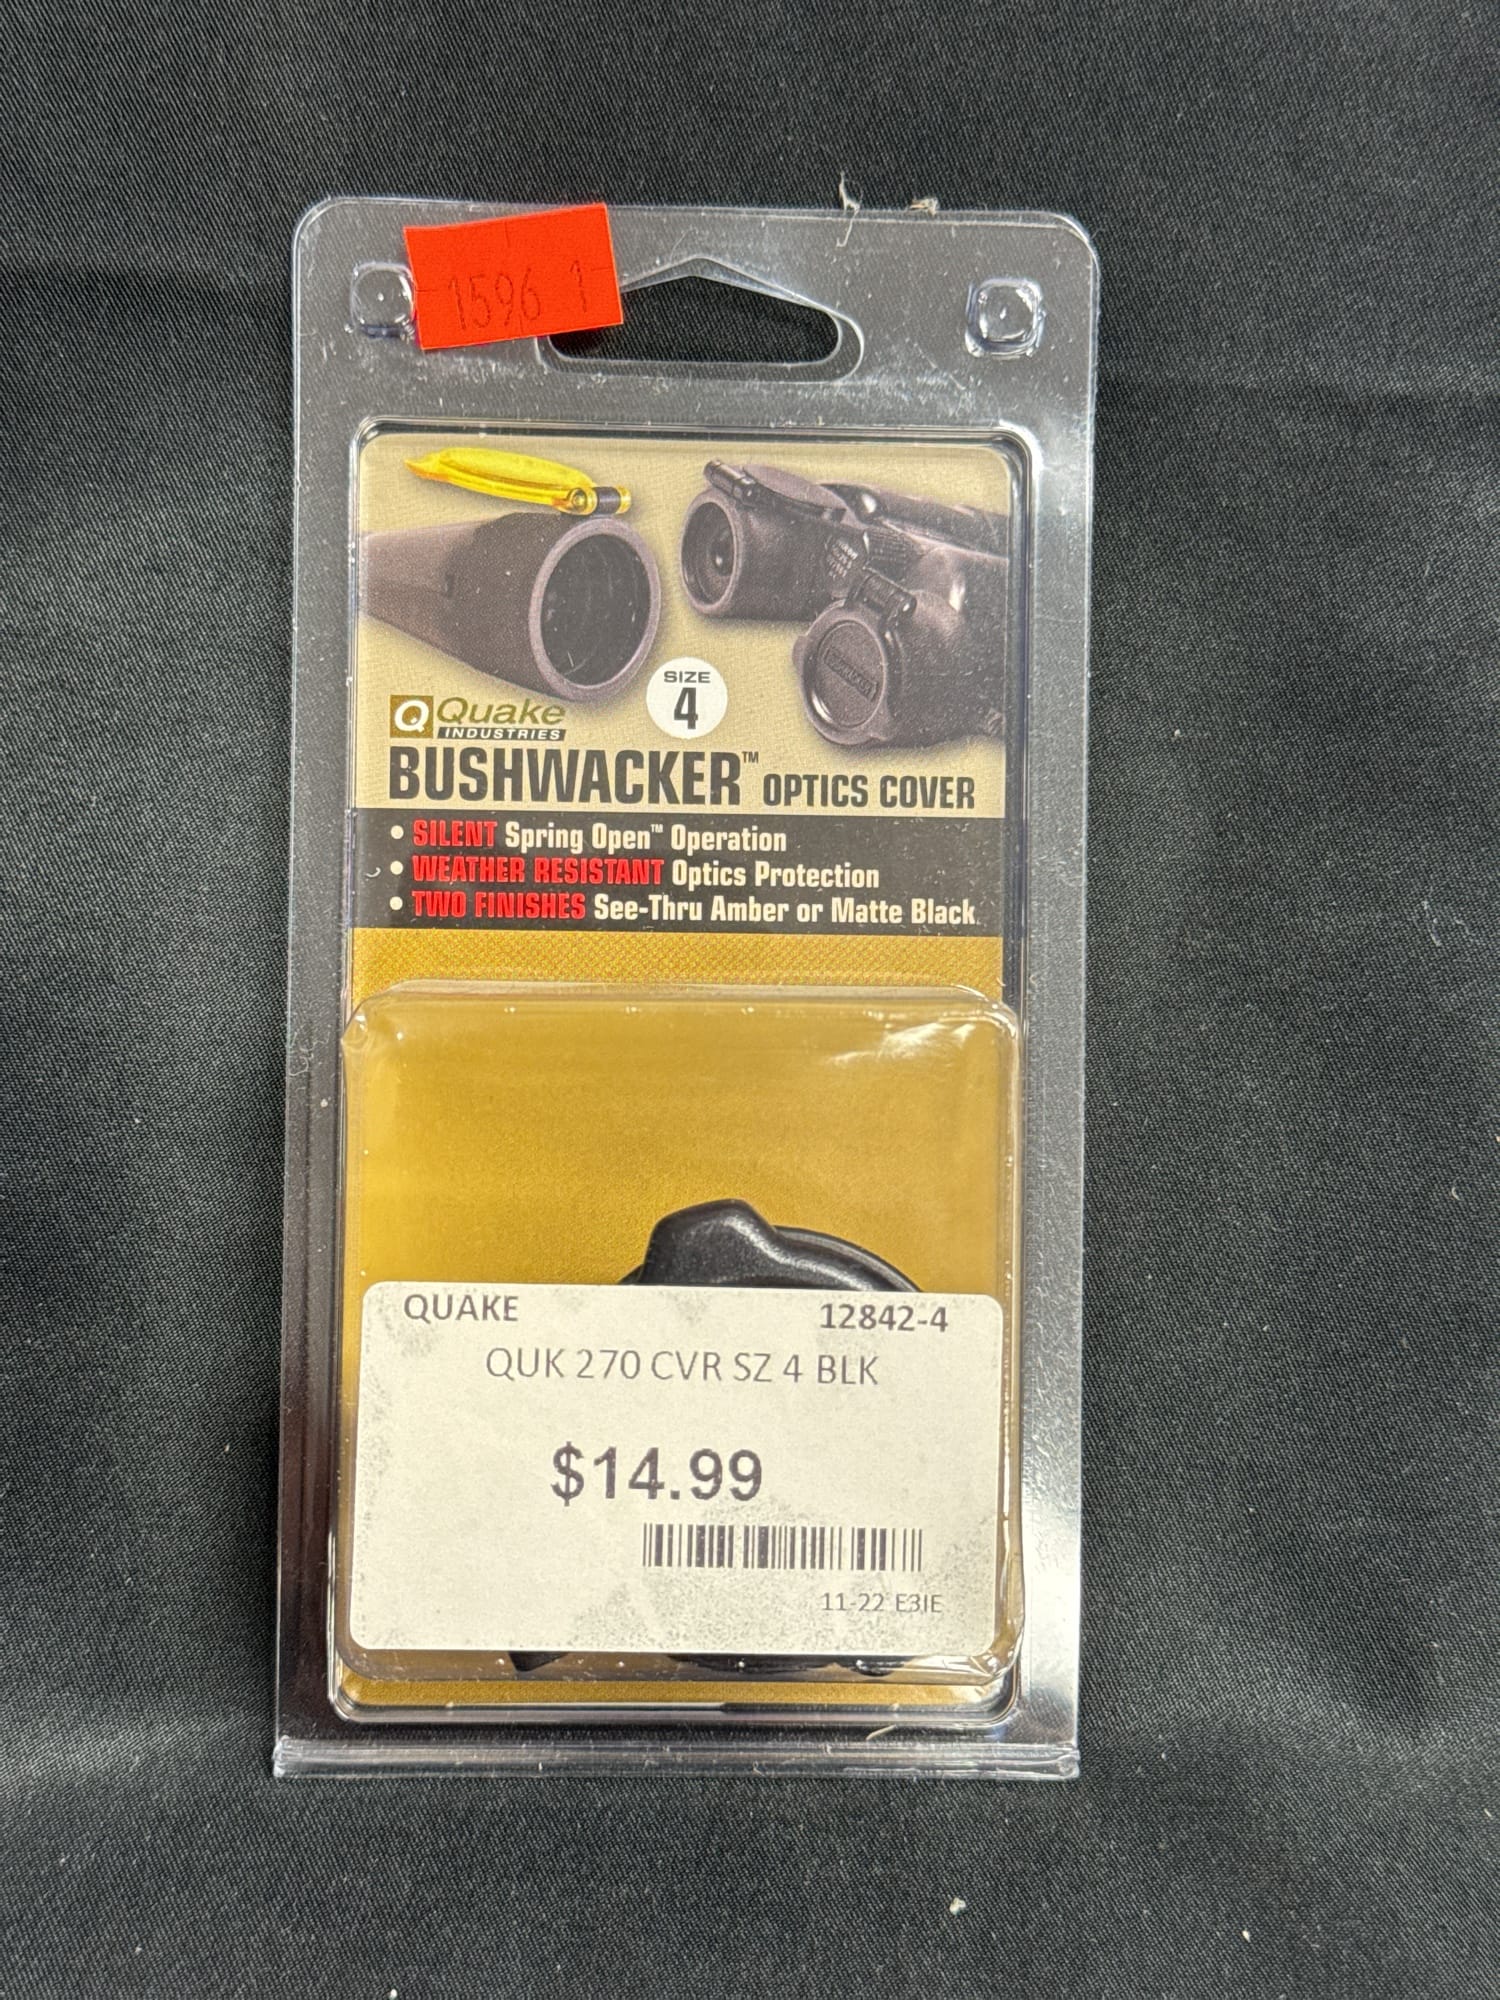 1596 1
SIZE
4
Q Quake
INDUSTRIES
BUSHWACKER™ OPTICS COVER
• SILENT Spring Open™ Operation
• WEATHER RESISTANT Optics Protection
• TWO FINISHES See-Thru Amber or Matte Black
QUAKE 12842-4
QUK 270 CVR SZ 4 BLK
$14.99
11-22 E3IE